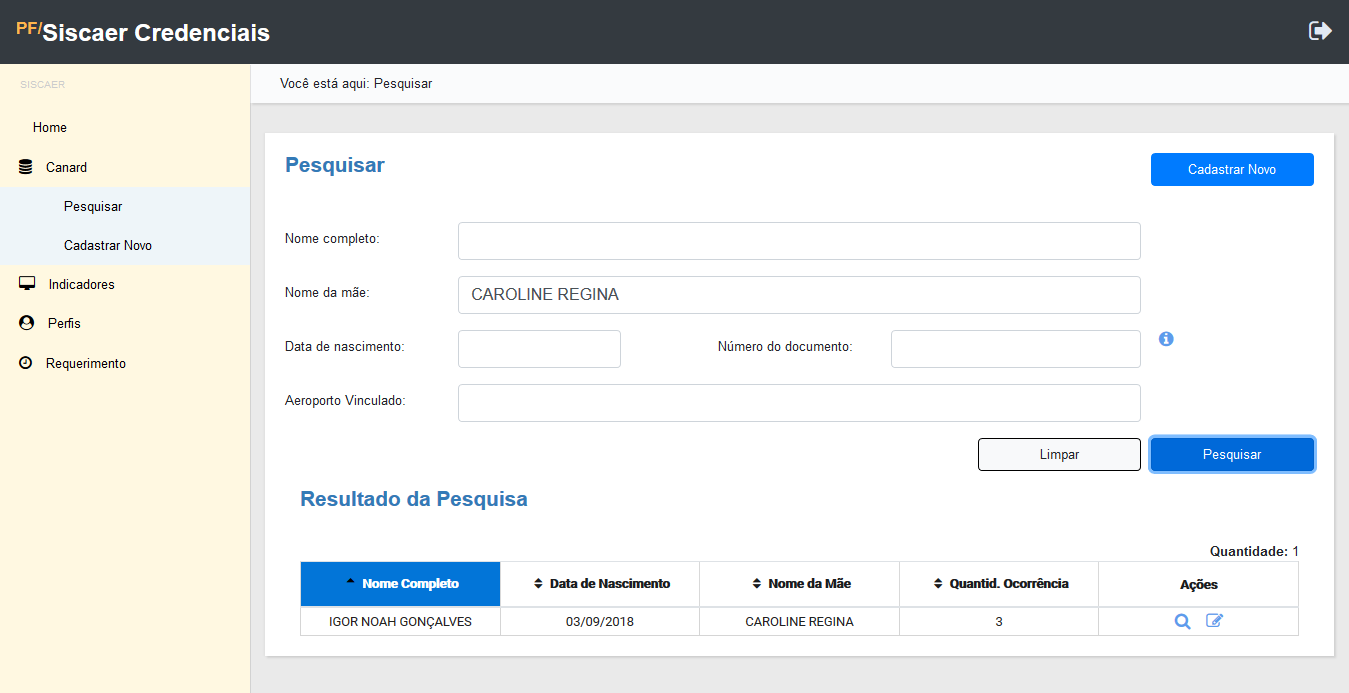 PF/Siscaer Credenciais
SISCAER
Você está aqui: Pesquisar
Home
Canard
Pesquisar
Cadastrar Novo
Indicadores
Perfis
Requerimento
Pesquisar
Cadastrar Novo
Nome completo:
Nome da mãe: CAROLINE REGINA
Data de nascimento: Número do documento:
Aeroporto Vinculado:
Limpar Pesquisar
Resultado da Pesquisa
Quantidade: 1
Nome Completo Data de Nascimento Nome da Mãe Quantid. Ocorrência Ações
IGOR NOAH GONÇALVES 03/09/2018 CAROLINE REGINA 3